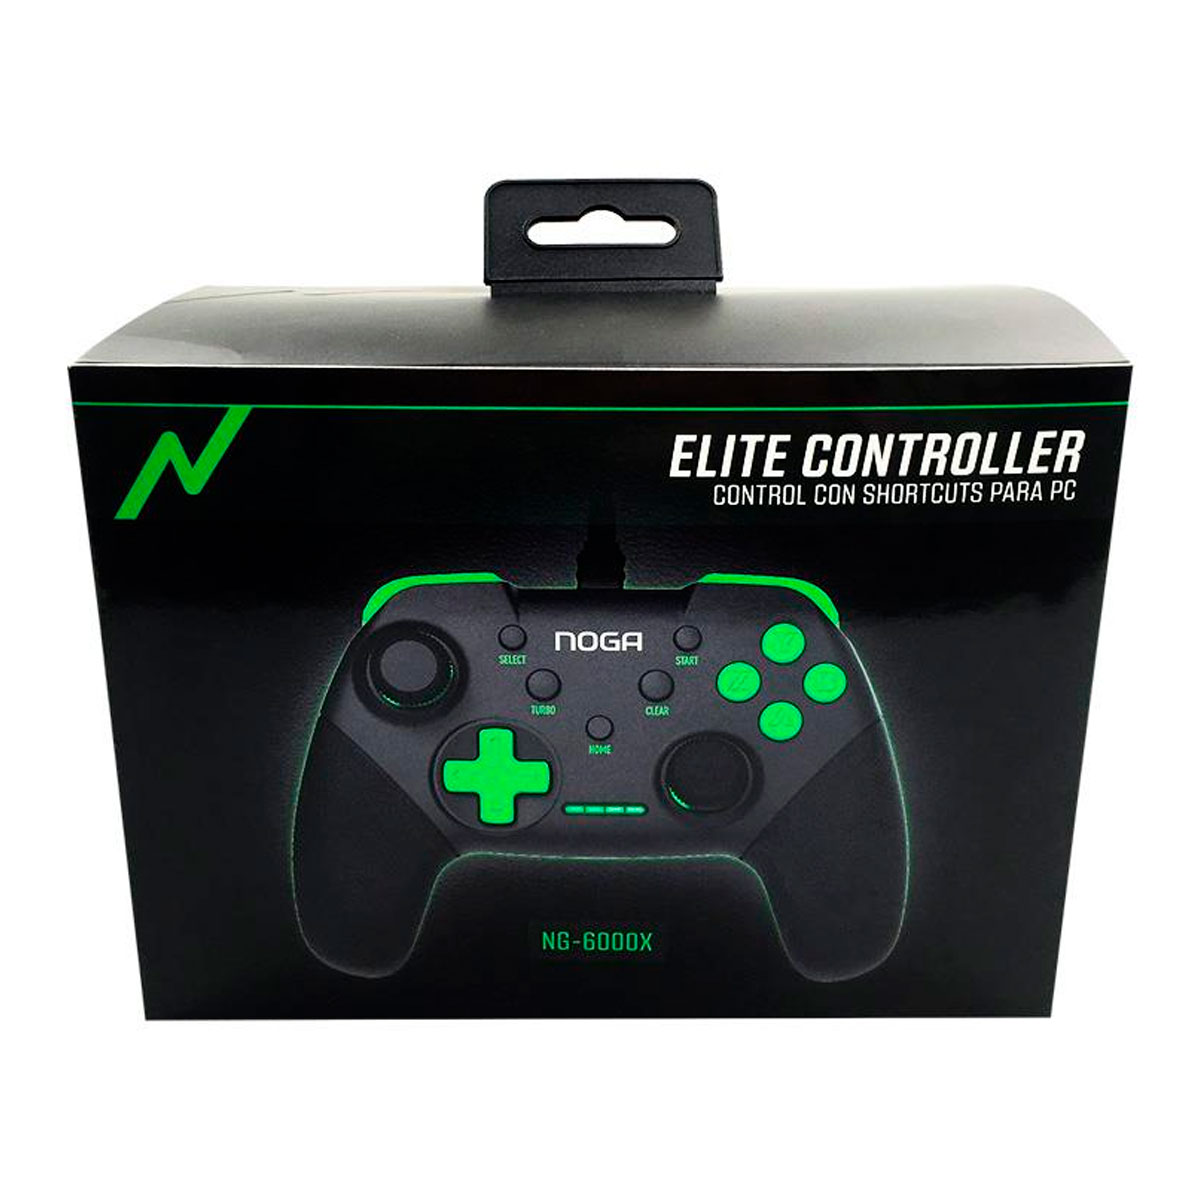 ELITE CONTROLLER
CONTROL CON SHORTCUTS PARA PC
NOGA
SELECT
START
TURBO
CLEAR
HOME
NG-6000X